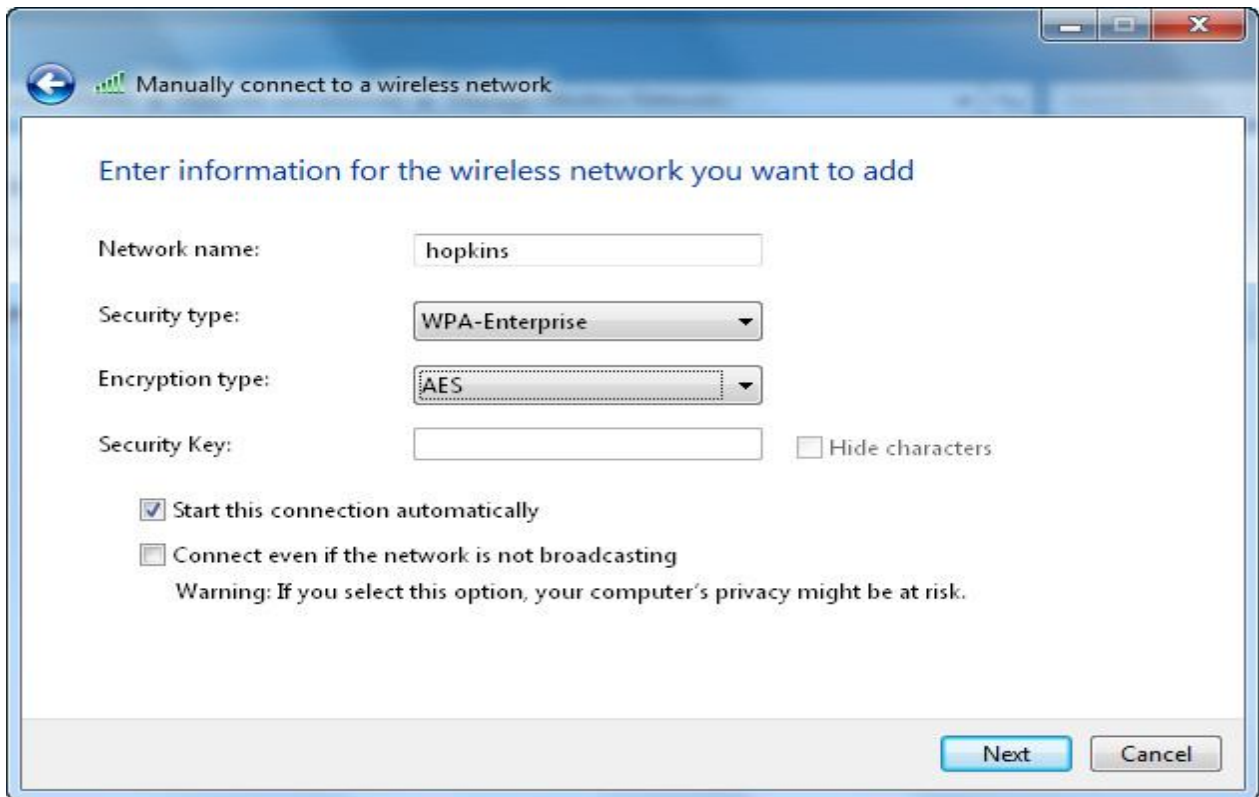 Manually connect to a wireless network
Enter information for the wireless network you want to add
Network name: hopkins
Security type: WPA-Enterprise
Encryption type: AES
Security Key: Hide characters
Start this connection automatically
Connect even if the network is not broadcasting
Warning: If you select this option, your computer's privacy might be at risk.
Next Cancel